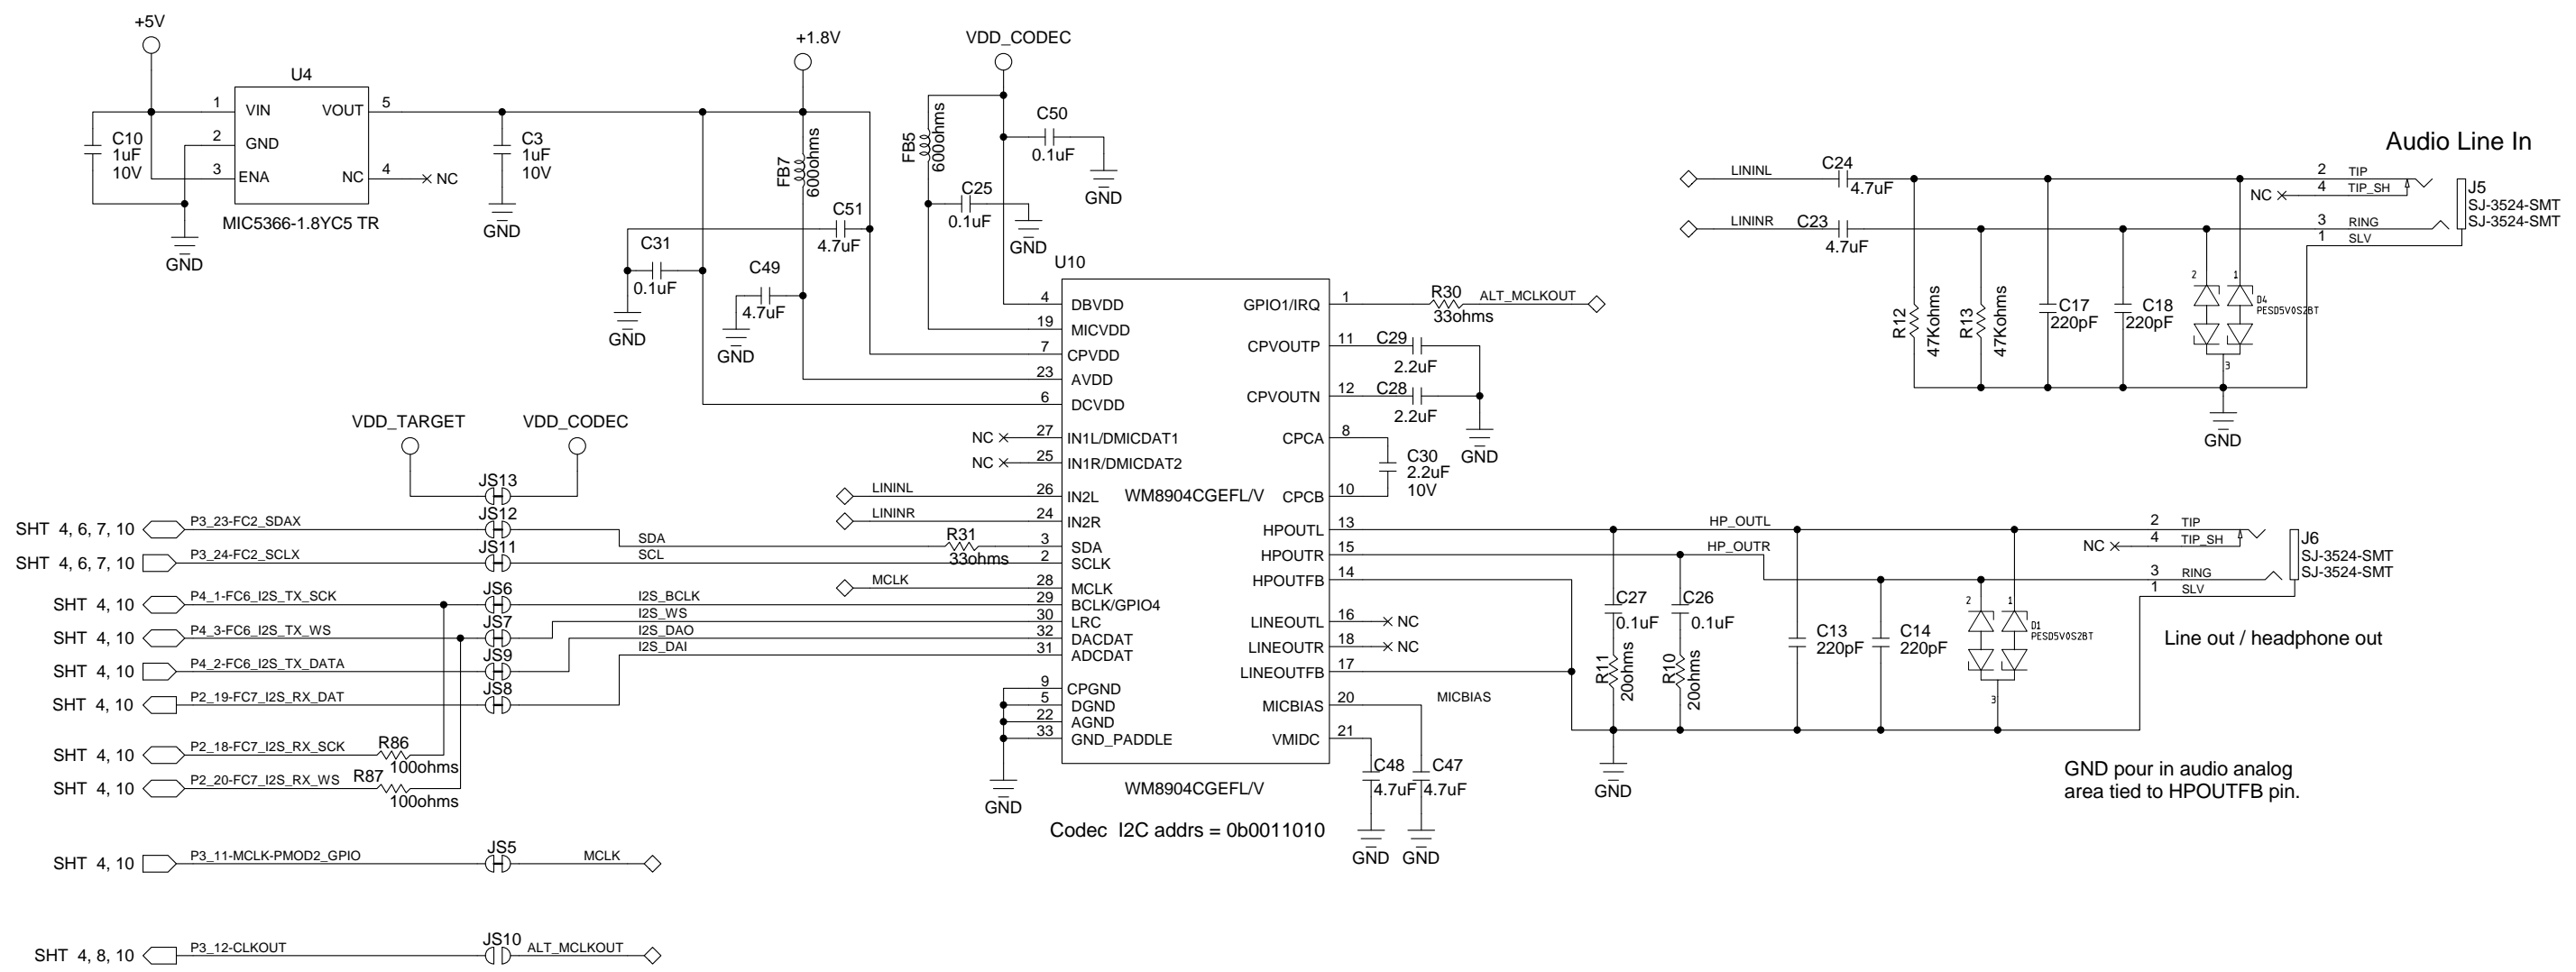 +5V
U4
1 VIN VOUT 5
2 GND
3 ENA NC 4 NC
C10
1uF
10V
GND
MIC5366-1.8YC5 TR
C3
1uF
10V
GND
+1.8V
FB7
600ohms
C51
4.7uF
C31
0.1uF
GND
C49
4.7uF
GND
VDD_CODEC
FB5
600ohms
C50
0.1uF
GND
C25
0.1uF
GND
U10
4 DBVDD
19 MICVDD
7 CPVDD
23 AVDD
6 DCVDD
NC 27 IN1L/DMICDAT1
NC 25 IN1R/DMICDAT2
LININL 26 IN2L
LININR 24 IN2R
SDA R31 33ohms 3 SDA
SCL 2 SCLK
MCLK 28 MCLK
I2S_BCLK 29 BCLK/GPIO4
I2S_WS 30 LRC
I2S_DAO 32 DACDAT
I2S_DAI 31 ADCDAT
9 CPGND
5 DGND
22 AGND
33 GND_PADDLE
GND
WM8904CGEFL/V
GPIO1/IRQ 1 R30 33ohms ALT_MCLKOUT
CPVOUTP 11 C29 2.2uF
CPVOUTN 12 C28 2.2uF
GND
CPCA 8
C30
2.2uF
10V
CPCB 10
HPOUTL 13 HP_OUTL
HPOUTR 15 HP_OUTR
HPOUTFB 14
LINEOUTL 16 NC
LINEOUTR 18 NC
LINEOUTFB 17
MICBIAS 20 MICBIAS
VMIDC 21
WM8904CGEFL/V
Codec I2C addrs = 0b0011010
C48
4.7uF
GND
C47
4.7uF
GND
VDD_TARGET
VDD_CODEC
JS13
SHT 4, 6, 7, 10 P3_23-FC2_SDAX JS12
SHT 4, 6, 7, 10 P3_24-FC2_SCLX JS11
SHT 4, 10 P4_1-FC6_I2S_TX_SCK JS6
SHT 4, 10 P4_3-FC6_I2S_TX_WS JS7
SHT 4, 10 P4_2-FC6_I2S_TX_DATA JS9
SHT 4, 10 P2_19-FC7_I2S_RX_DAT JS8
SHT 4, 10 P2_18-FC7_I2S_RX_SCK R86 100ohms
SHT 4, 10 P2_20-FC7_I2S_RX_WS R87 100ohms
SHT 4, 10 P3_11-MCLK-PMOD2_GPIO JS5 MCLK
SHT 4, 8, 10 P3_12-CLKOUT JS10 ALT_MCLKOUT
Audio Line In
LININL C24 4.7uF
LININR C23 4.7uF
R12
47Kohms
R13
47Kohms
C17
220pF
C18
220pF
2
1
D4
PESD5V0S2BT
3
GND
2 TIP
NC 4 TIP_SH
3 RING
1 SLV
J5
SJ-3524-SMT
SJ-3524-SMT
C27
0.1uF
R11
20ohms
C26
0.1uF
R10
20ohms
C13
220pF
C14
220pF
2
1
D1
PESD5V0S2BT
3
GND
2 TIP
NC 4 TIP_SH
3 RING
1 SLV
J6
SJ-3524-SMT
SJ-3524-SMT
Line out / headphone out
GND pour in audio analog
area tied to HPOUTFB pin.